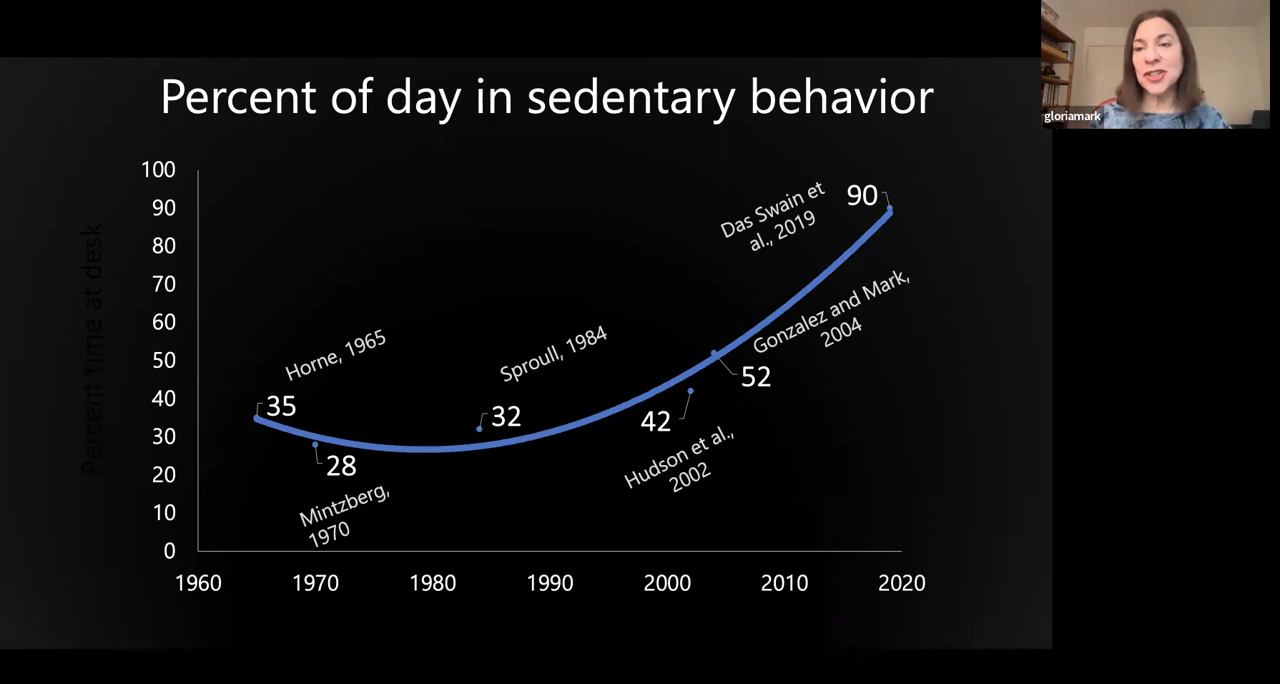 Percent of day in sedentary behavior
gloriamark
Percent time at desk
100
90
80
70
60
50
40
30
20
10
0
1960 1970 1980 1990 2000 2010 2020
35
Horne, 1965
28
Mintzberg,
1970
32
Sproull, 1984
42
Hudson et al.,
2002
52
Gonzalez and Mark,
2004
90
Das Swain et
al., 2019